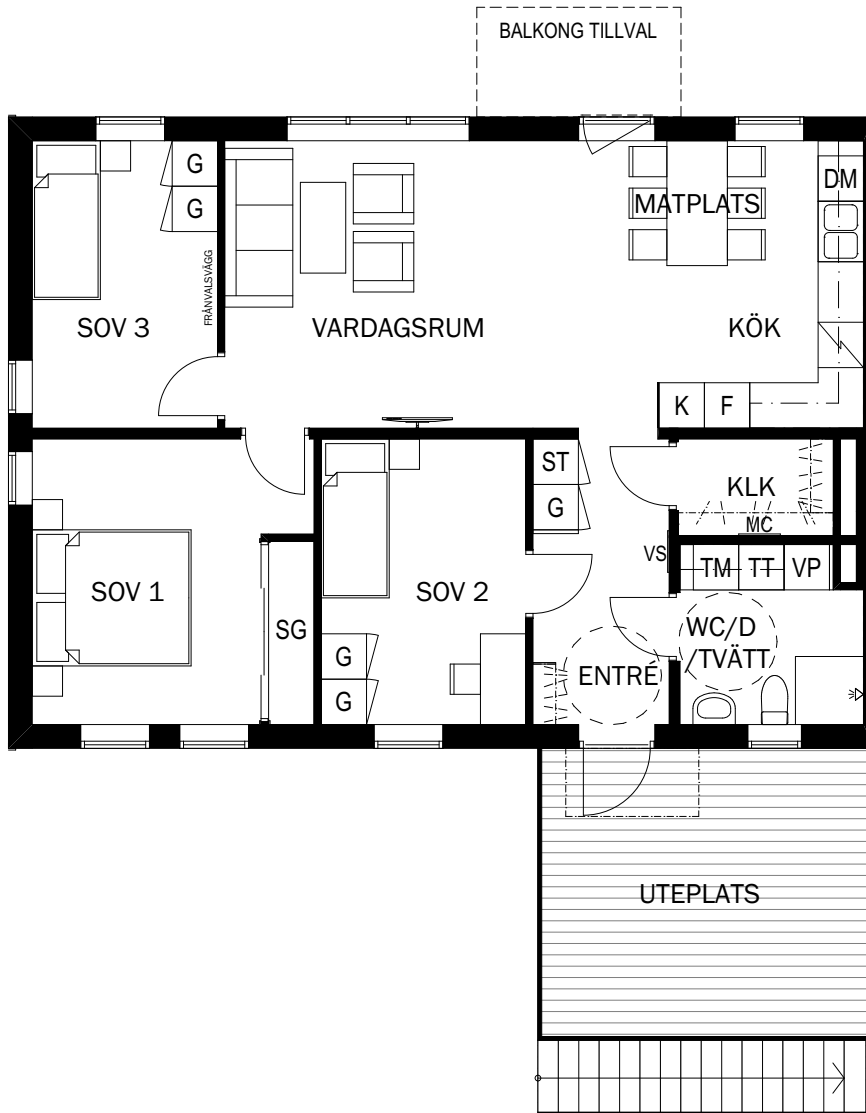 BALKONG TILLVAL
G
G
DM
MATPLATS
FRÅNVALSVÄGG
SOV 3
VARDAGSRUM
KÖK
K F
ST
G
KLK
MC
VS
TM TT VP
SOV 1
SG
SOV 2
WC/D
/TVÄTT
G
G
ENTRÉ
UTEPLATS